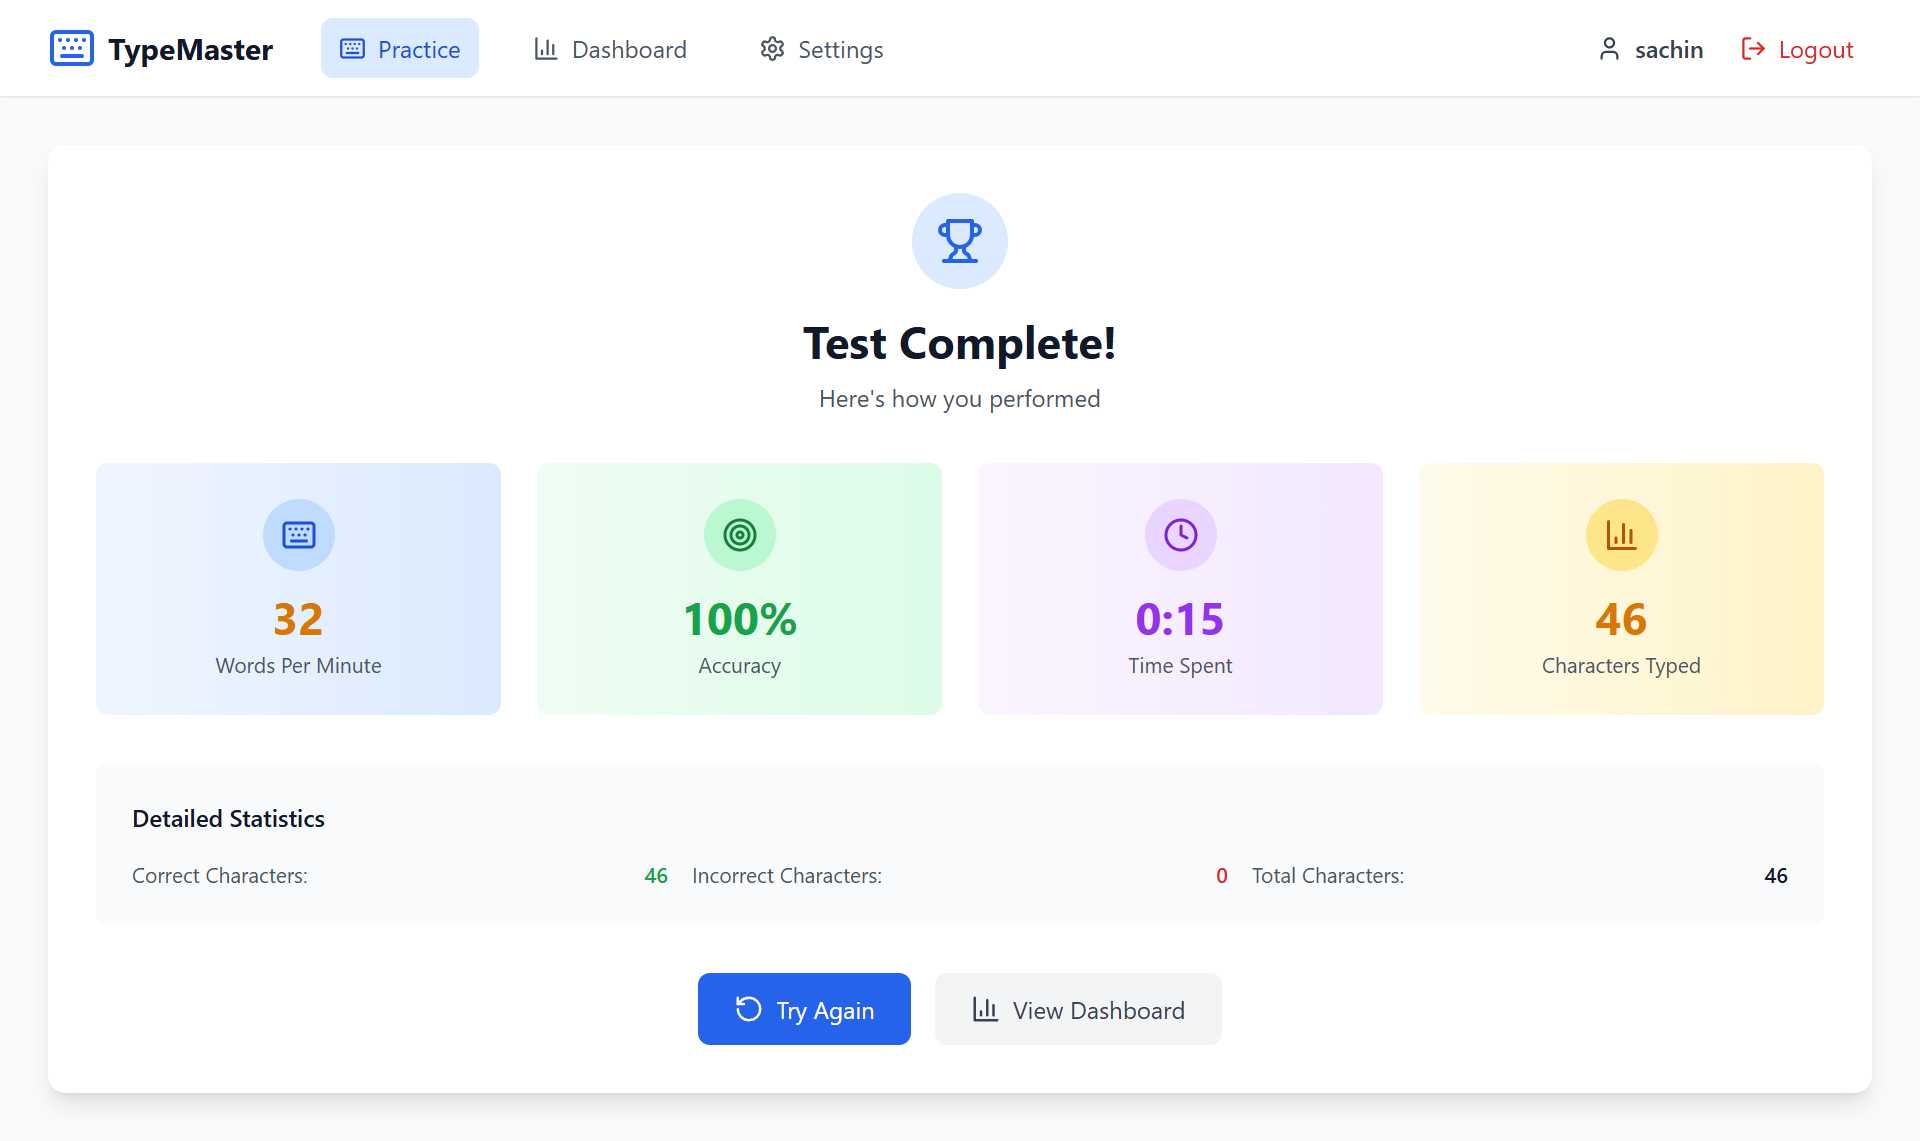 TypeMaster Practice Dashboard Settings sachin Logout
Test Complete!
Here's how you performed
32 100% 0:15 46
Words Per Minute Accuracy Time Spent Characters Typed
Detailed Statistics
Correct Characters: 46 Incorrect Characters: 0 Total Characters: 46
Try Again View Dashboard